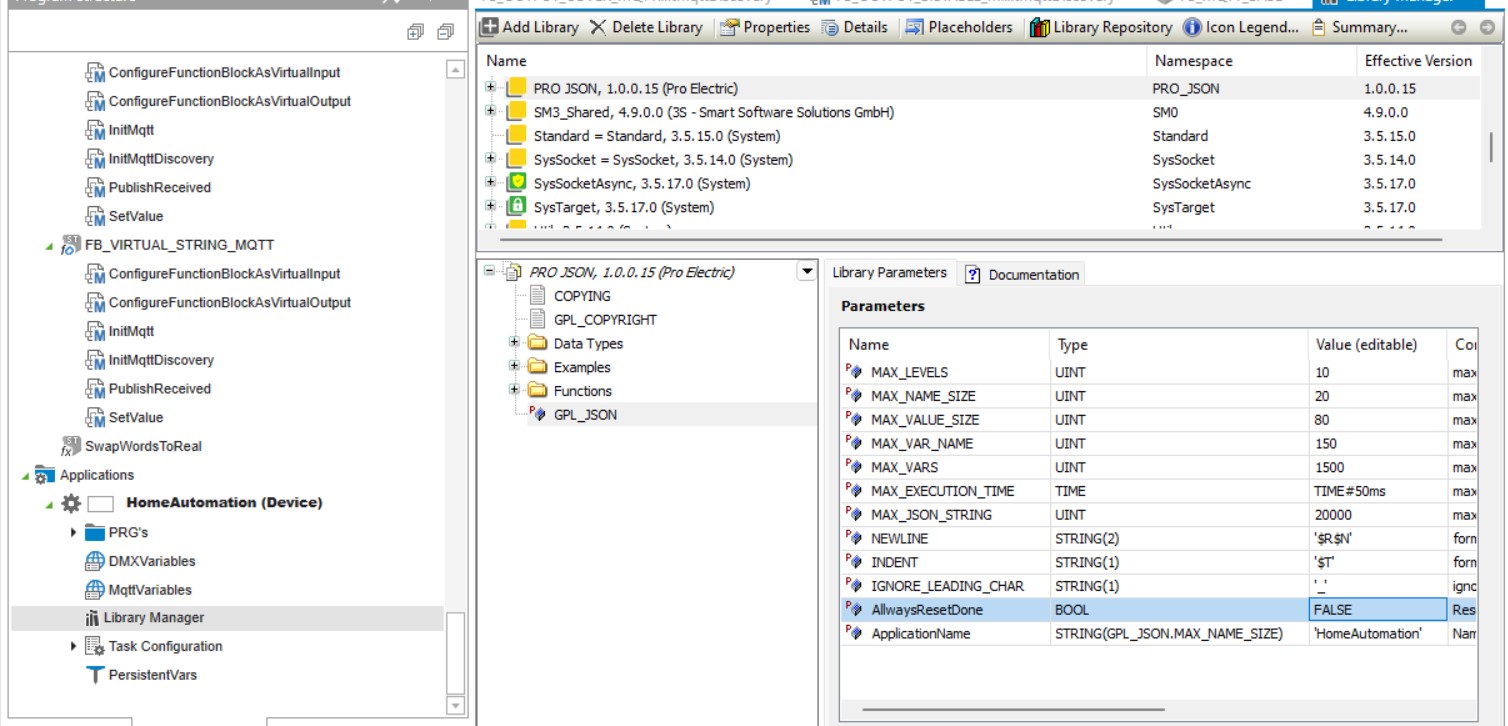 Program Structure
ConfigureFunctionBlockAsVirtualInput
ConfigureFunctionBlockAsVirtualOutput
InitMqtt
InitMqttDiscovery
PublishReceived
SetValue
FB_VIRTUAL_STRING_MQTT
ConfigureFunctionBlockAsVirtualInput
ConfigureFunctionBlockAsVirtualOutput
InitMqtt
InitMqttDiscovery
PublishReceived
SetValue
SwapWordsToReal
Applications
HomeAutomation (Device)
PRG's
DMXVariables
MqttVariables
Library Manager
Task Configuration
PersistentVars
Library Manager
Add Library Delete Library Properties Details Placeholders Library Repository Icon Legend... Summary...
Name Namespace Effective Version
PRO JSON, 1.0.0.15 (Pro Electric) PRO_JSON 1.0.0.15
SM3_Shared, 4.9.0.0 (3S - Smart Software Solutions GmbH) SM0 4.9.0.0
Standard = Standard, 3.5.15.0 (System) Standard 3.5.15.0
SysSocket = SysSocket, 3.5.14.0 (System) SysSocket 3.5.14.0
SysSocketAsync, 3.5.17.0 (System) SysSocketAsync 3.5.17.0
SysTarget, 3.5.17.0 (System) SysTarget 3.5.17.0
PRO JSON, 1.0.0.15 (Pro Electric)
COPYING
GPL_COPYRIGHT
Data Types
Examples
Functions
GPL_JSON
Library Parameters Documentation
Parameters
Name Type Value (editable) Co
MAX_LEVELS UINT 10 max
MAX_NAME_SIZE UINT 20 max
MAX_VALUE_SIZE UINT 80 max
MAX_VAR_NAME UINT 150 max
MAX_VARS UINT 1500 max
MAX_EXECUTION_TIME TIME TIME#50ms max
MAX_JSON_STRING UINT 20000 max
NEWLINE STRING(2) '$R$N' forn
INDENT STRING(1) '$T' forn
IGNORE_LEADING_CHAR STRING(1) '_' igno
AllwaysResetDone BOOL FALSE Res
ApplicationName STRING(GPL_JSON.MAX_NAME_SIZE) 'HomeAutomation' Nam